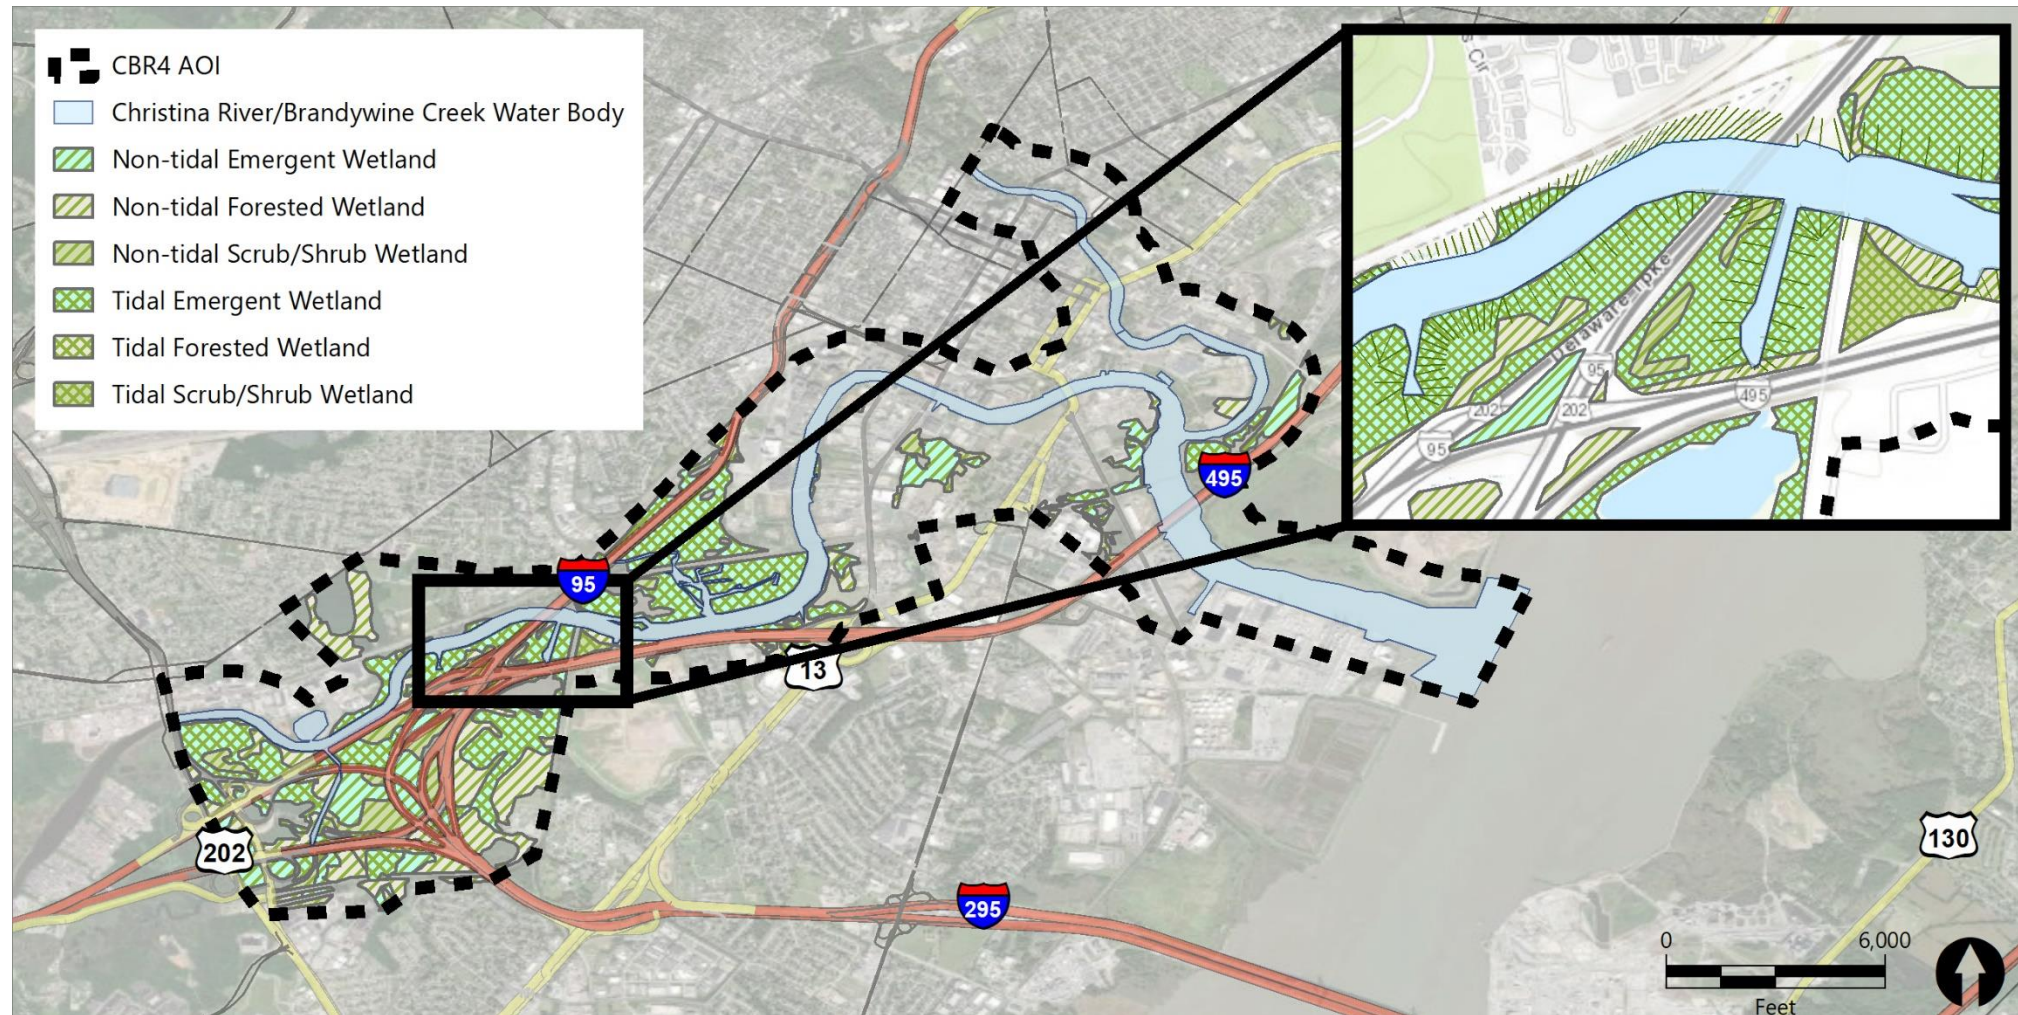 CBR4 AOI
Christina River/Brandywine Creek Water Body
Non-tidal Emergent Wetland
Non-tidal Forested Wetland
Non-tidal Scrub/Shrub Wetland
Tidal Emergent Wetland
Tidal Forested Wetland
Tidal Scrub/Shrub Wetland
s Cir
Delaware Tpke
95
202
202
495
95
495
95
13
202
130
295
0 6,000
Feet